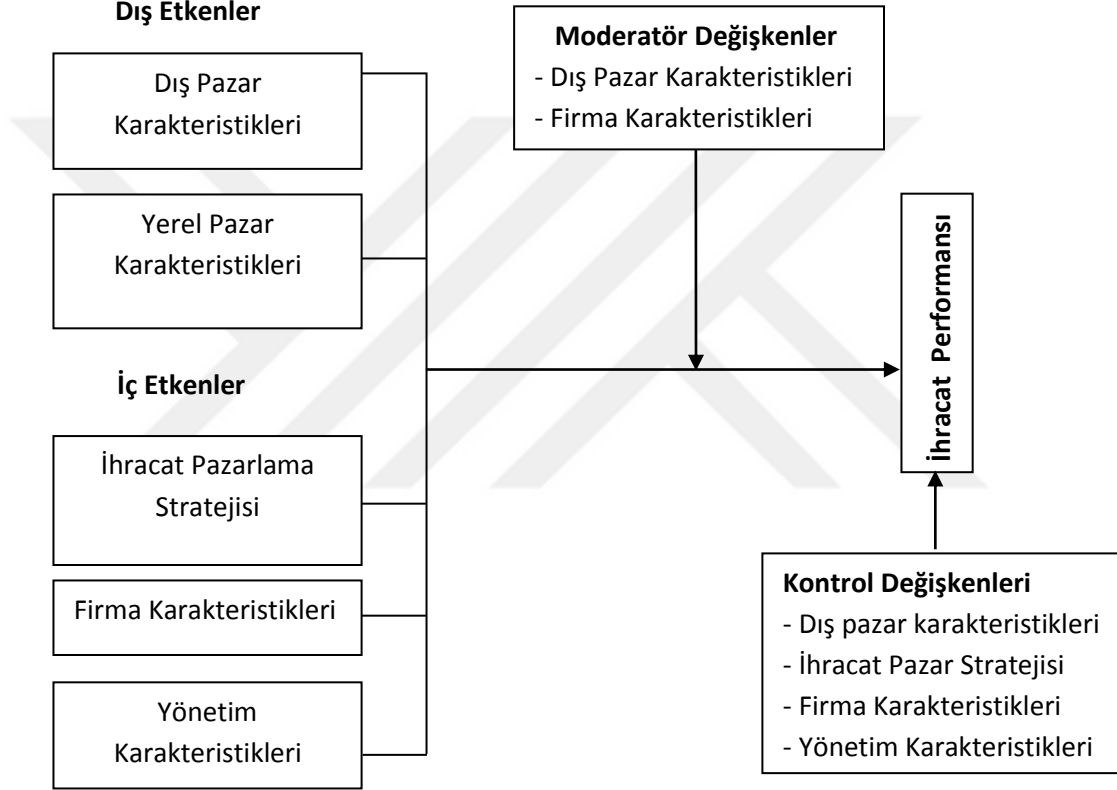 Dış Etkenler
Dış Pazar
Karakteristikleri
Yerel Pazar
Karakteristikleri
İç Etkenler
İhracat Pazarlama
Stratejisi
Firma Karakteristikleri
Yönetim
Karakteristikleri
Moderatör Değişkenler
- Dış Pazar Karakteristikleri
- Firma Karakteristikleri
İhracat Performansı
Kontrol Değişkenleri
- Dış pazar karakteristikleri
- İhracat Pazar Stratejisi
- Firma Karakteristikleri
- Yönetim Karakteristikleri